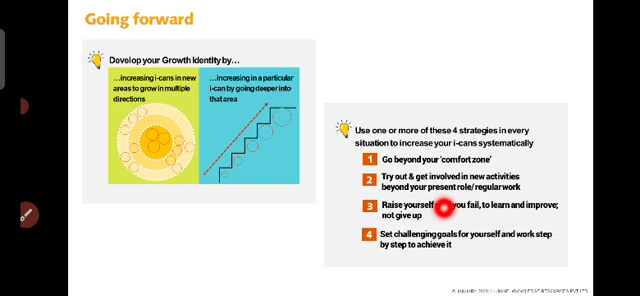 Going forward
Develop your Growth Identity by...
...increasing i-cans in new
areas to grow in multiple
directions
...increasing in a particular
i-can by going deeper into
that area
Use one or more of these 4 strategies in every
situation to increase your i-cans systematically
1 Go beyond your ‘comfort zone’
2 Try out & get involved in new activities
beyond your present role/ regular work
3 Raise yourself you fail, to learn and improve;
not give up
4 Set challenging goals for yourself and work step
by step to achieve it
KNOWLEDGE RESOURCES PVT LTD